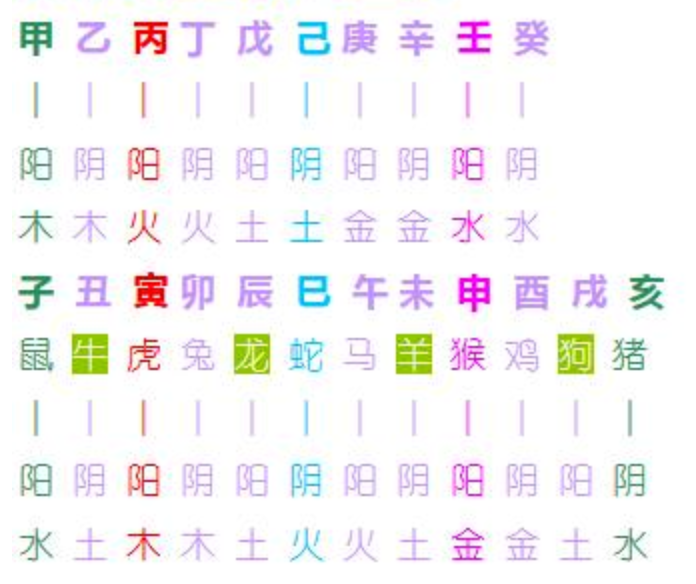 甲 乙 丙 丁 戊 己 庚 辛 壬 癸
| | | | | | | | | |
阳 阴 阳 阴 阳 阴 阳 阴 阳 阴
木 木 火 火 土 土 金 金 水 水
子 丑 寅 卯 辰 巳 午 未 申 酉 戌 亥
鼠 牛 虎 兔 龙 蛇 马 羊 猴 鸡 狗 猪
| | | | | | | | | | | |
阳 阴 阳 阴 阳 阴 阳 阴 阳 阴 阳 阴
水 土 木 木 土 火 火 土 金 金 土 水